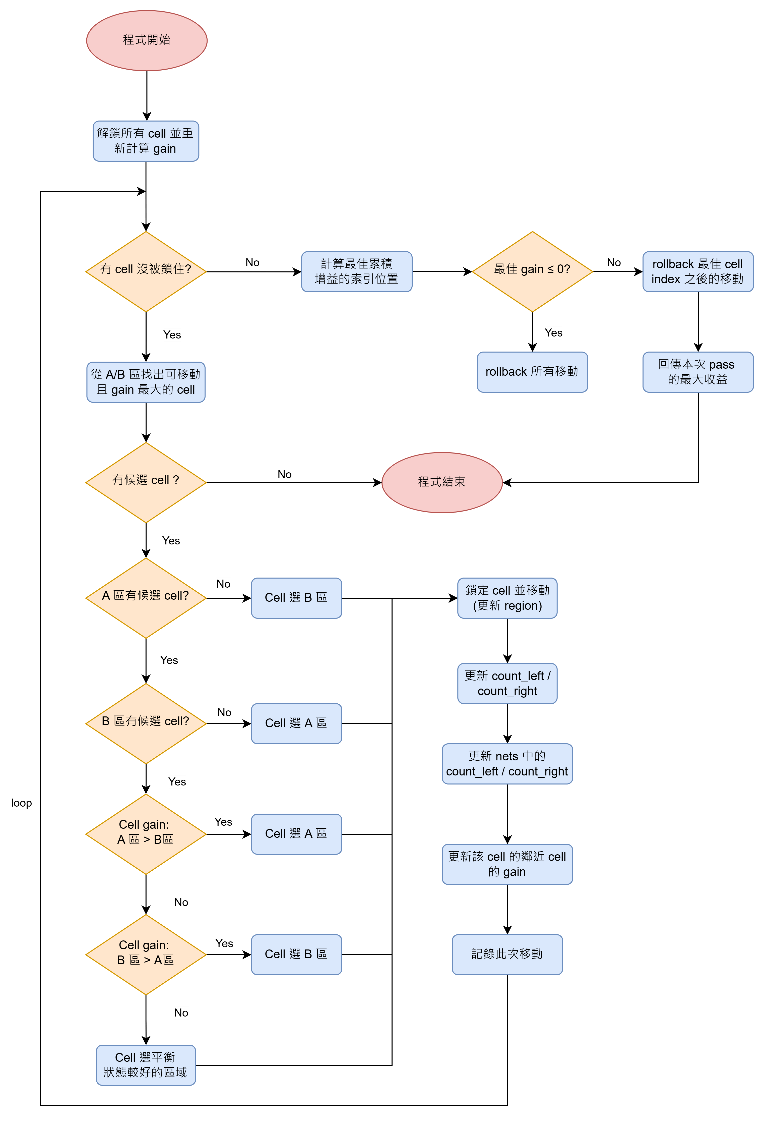 程式開始
解鎖所有 cell 並重
新計算 gain
有 cell 沒被鎖住?
No
計算最佳累積
增益的索引位置
最佳 gain ≤ 0?
No
rollback 最佳 cell
index 之後的移動
Yes
Yes
從 A/B 區找出可移動
且 gain 最大的 cell
rollback 所有移動
回傳本次 pass
的最大收益
有候選 cell ?
No
程式結束
Yes
A 區有候選 cell?
No
Cell 選 B 區
鎖定 cell 並移動
(更新 region)
Yes
更新 count_left /
count_right
B 區有候選 cell?
No
Cell 選 A 區
更新 nets 中的
count_left / count_right
Yes
loop
Cell gain:
A 區 > B區
Yes
Cell 選 A 區
更新該 cell 的鄰近 cell
的 gain
No
Cell gain:
B 區 > A區
Yes
Cell 選 B 區
記錄此次移動
No
Cell 選平衡
狀態較好的區域